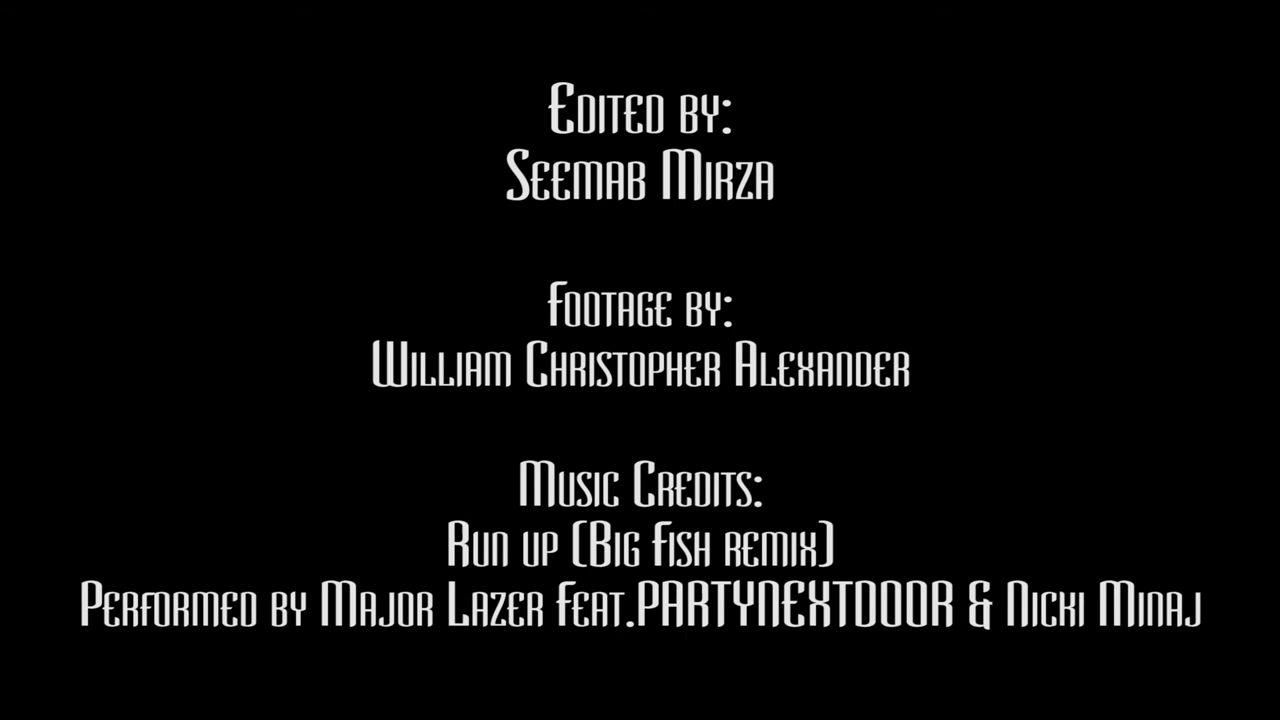 Edited by:
Seemab Mirza
Footage by:
William Christopher Alexander
Music Credits:
Run up (Big Fish remix)
Performed by Major Lazer feat.PARTYNEXTDOOR & Nicki Minaj